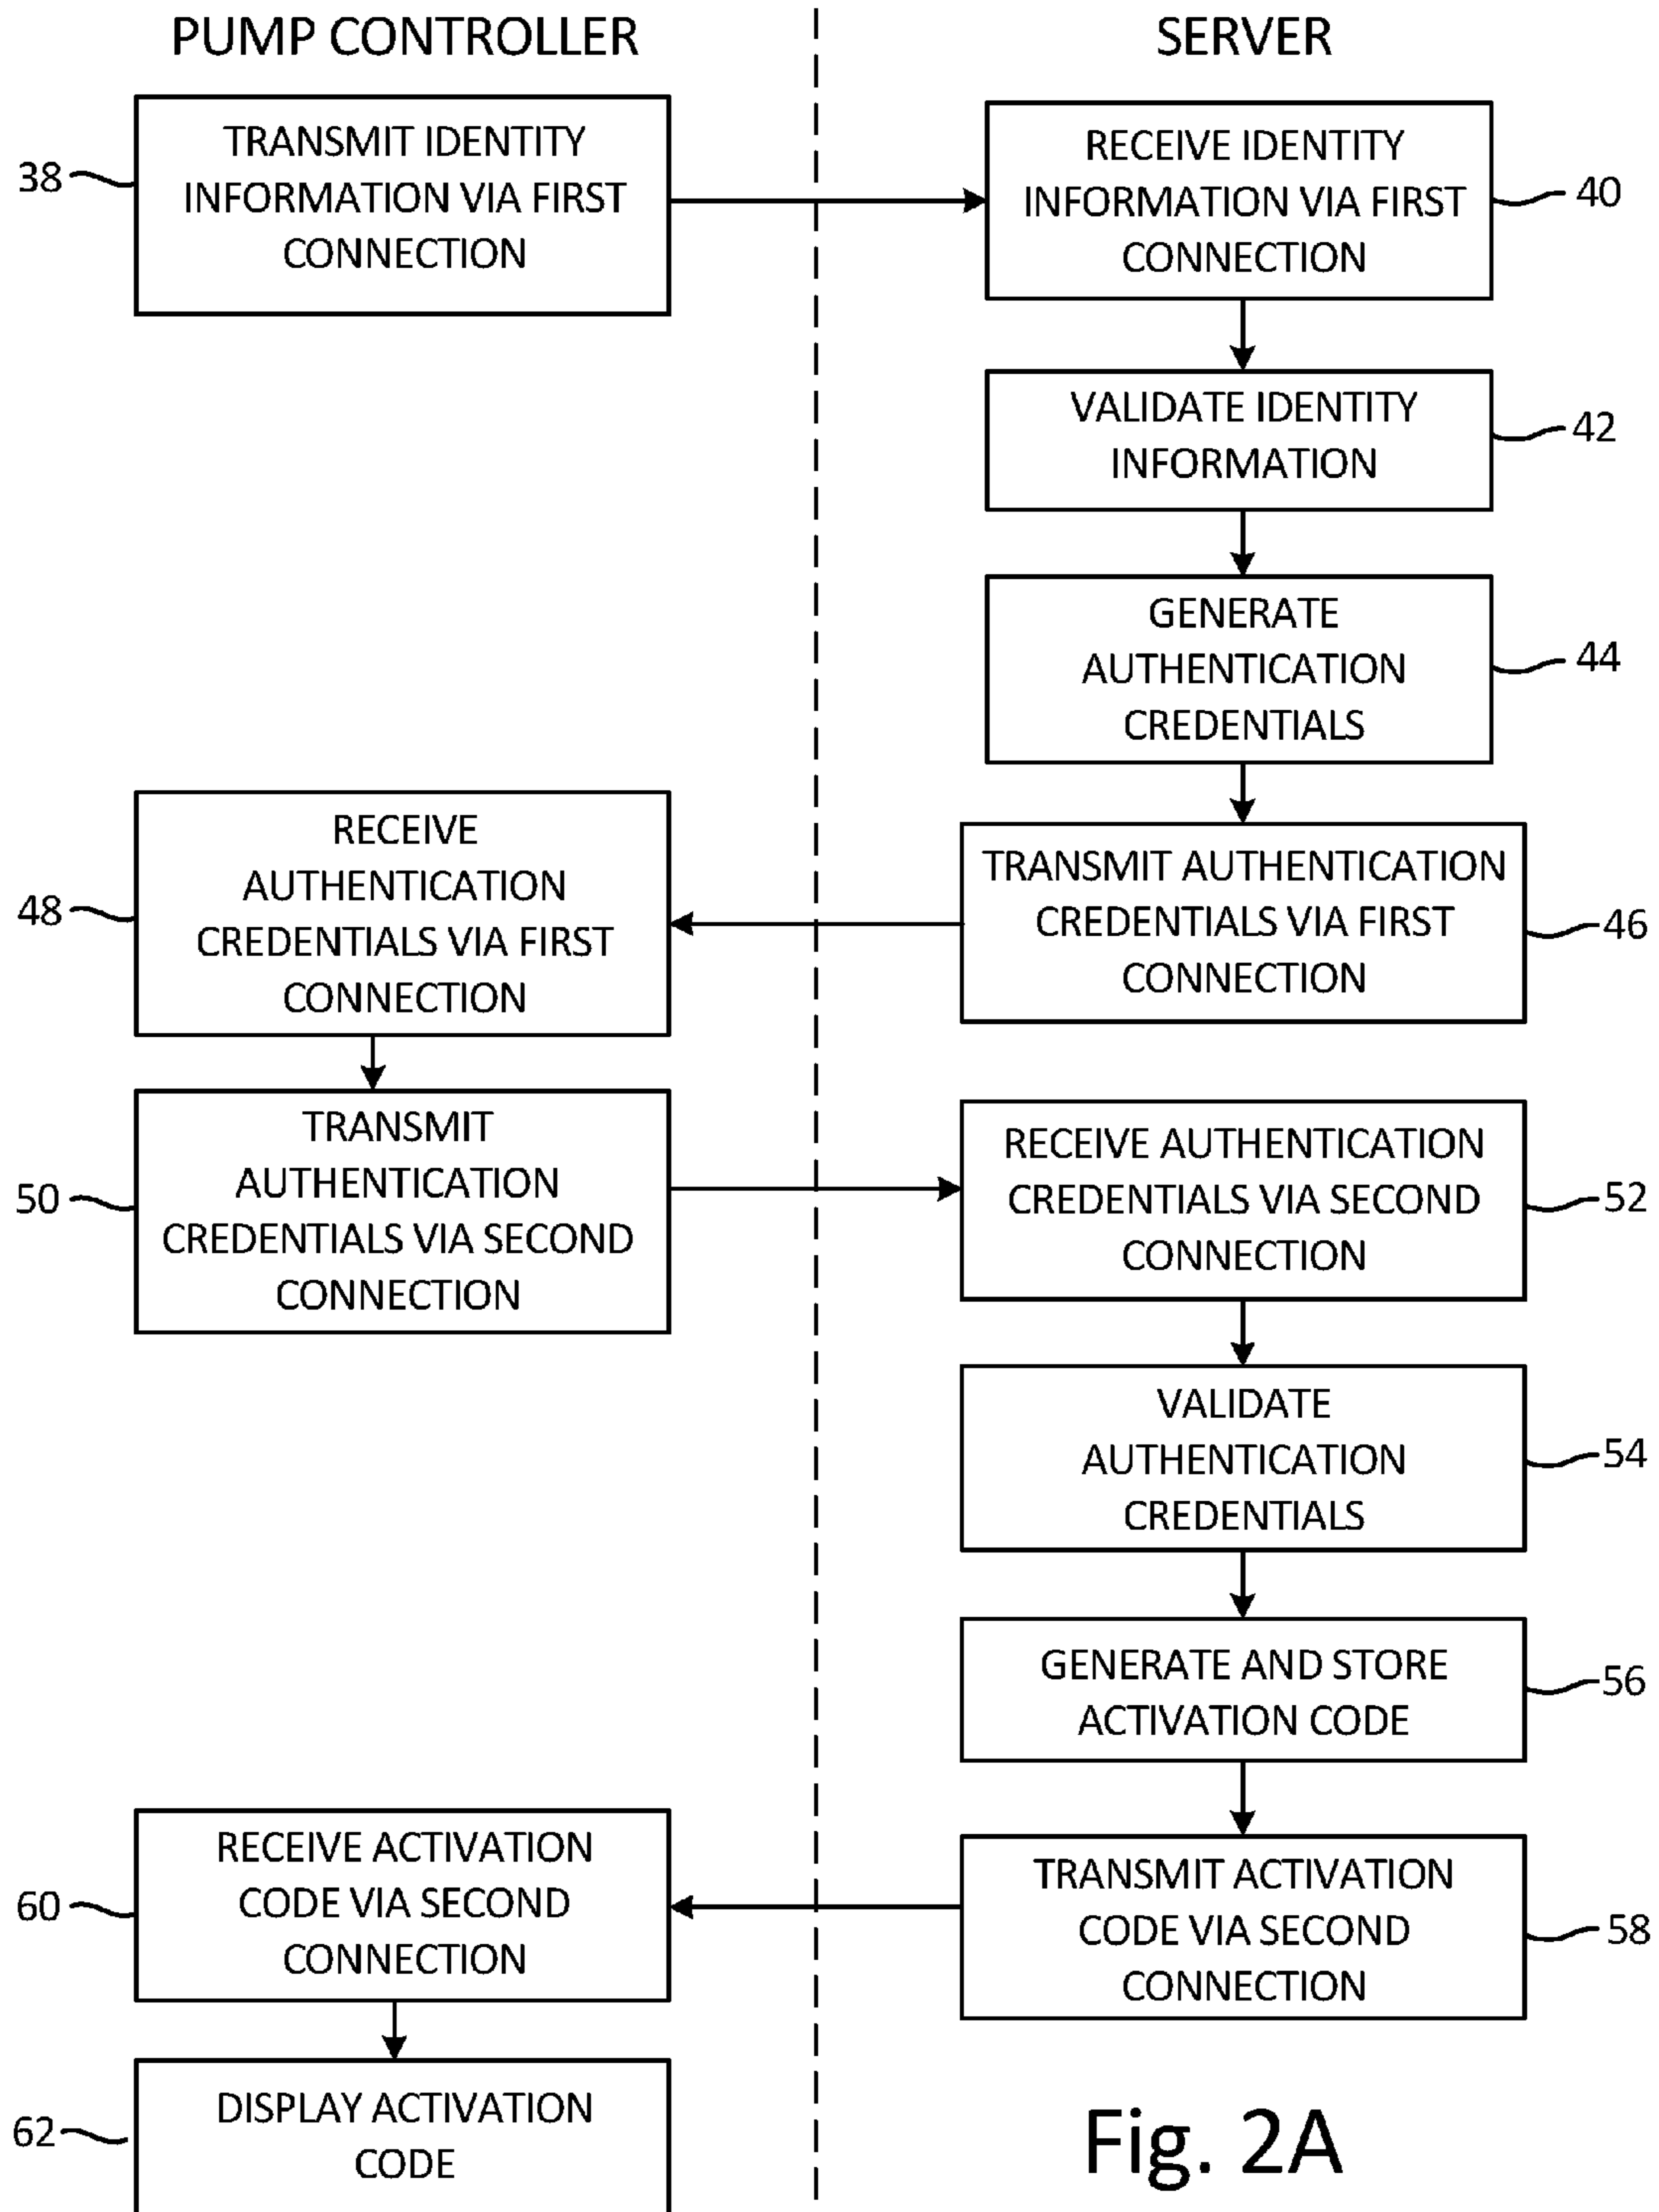 PUMP CONTROLLER
SERVER
TRANSMIT IDENTITY
INFORMATION VIA FIRST
CONNECTION
38
RECEIVE IDENTITY
INFORMATION VIA FIRST
CONNECTION
40
VALIDATE IDENTITY
INFORMATION
42
GENERATE
AUTHENTICATION
CREDENTIALS
44
TRANSMIT AUTHENTICATION
CREDENTIALS VIA FIRST
CONNECTION
46
RECEIVE
AUTHENTICATION
CREDENTIALS VIA FIRST
CONNECTION
48
TRANSMIT
AUTHENTICATION
CREDENTIALS VIA SECOND
CONNECTION
50
RECEIVE AUTHENTICATION
CREDENTIALS VIA SECOND
CONNECTION
52
VALIDATE
AUTHENTICATION
CREDENTIALS
54
GENERATE AND STORE
ACTIVATION CODE
56
TRANSMIT ACTIVATION
CODE VIA SECOND
CONNECTION
58
RECEIVE ACTIVATION
CODE VIA SECOND
CONNECTION
60
DISPLAY ACTIVATION
CODE
62
Fig. 2A